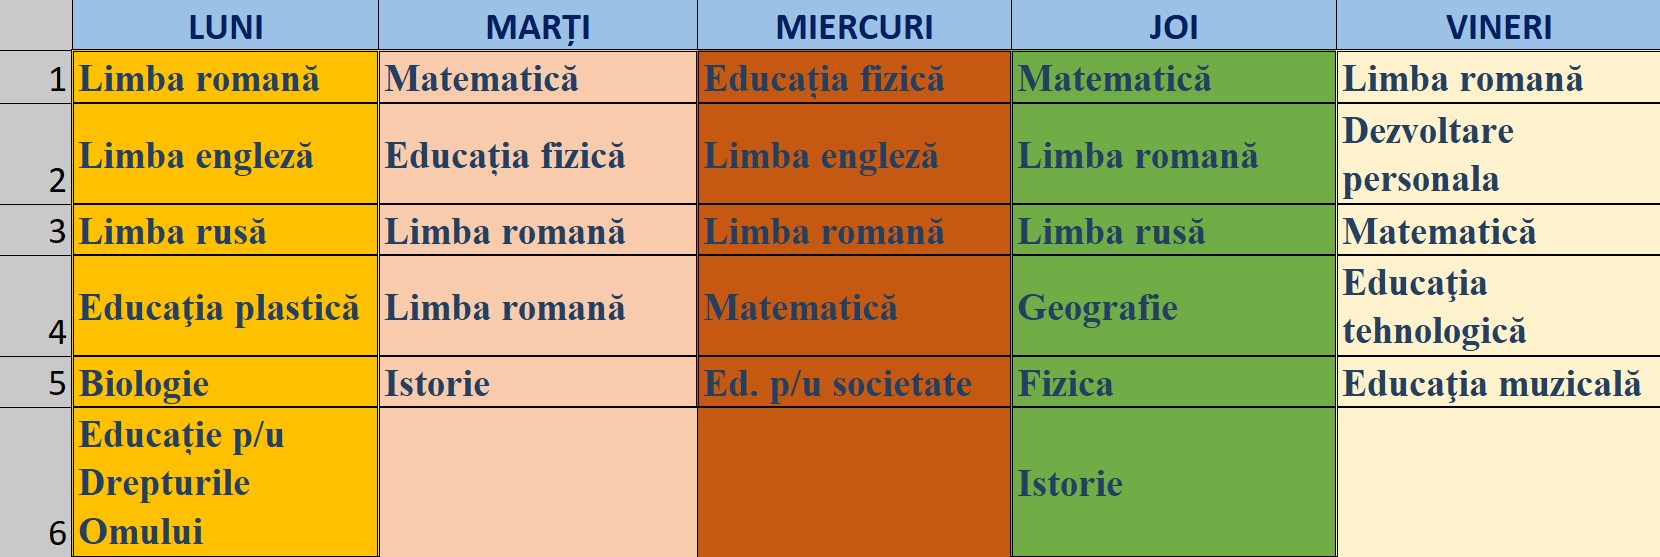 LUNI MARȚI MIERCURI JOI VINERI
1 Limba romană Matematică Educația fizică Matematică Limba romană
2 Limba engleză Educația fizică Limba engleză Limba romană Dezvoltare
personala
3 Limba rusă Limba romană Limba romană Limba rusă Matematică
4 Educaţia plastică Limba romană Matematică Geografie Educaţia
tehnologică
5 Biologie Istorie Ed. p/u societate Fizica Educaţia muzicală
6 Educație p/u
Drepturile
Omului
Istorie